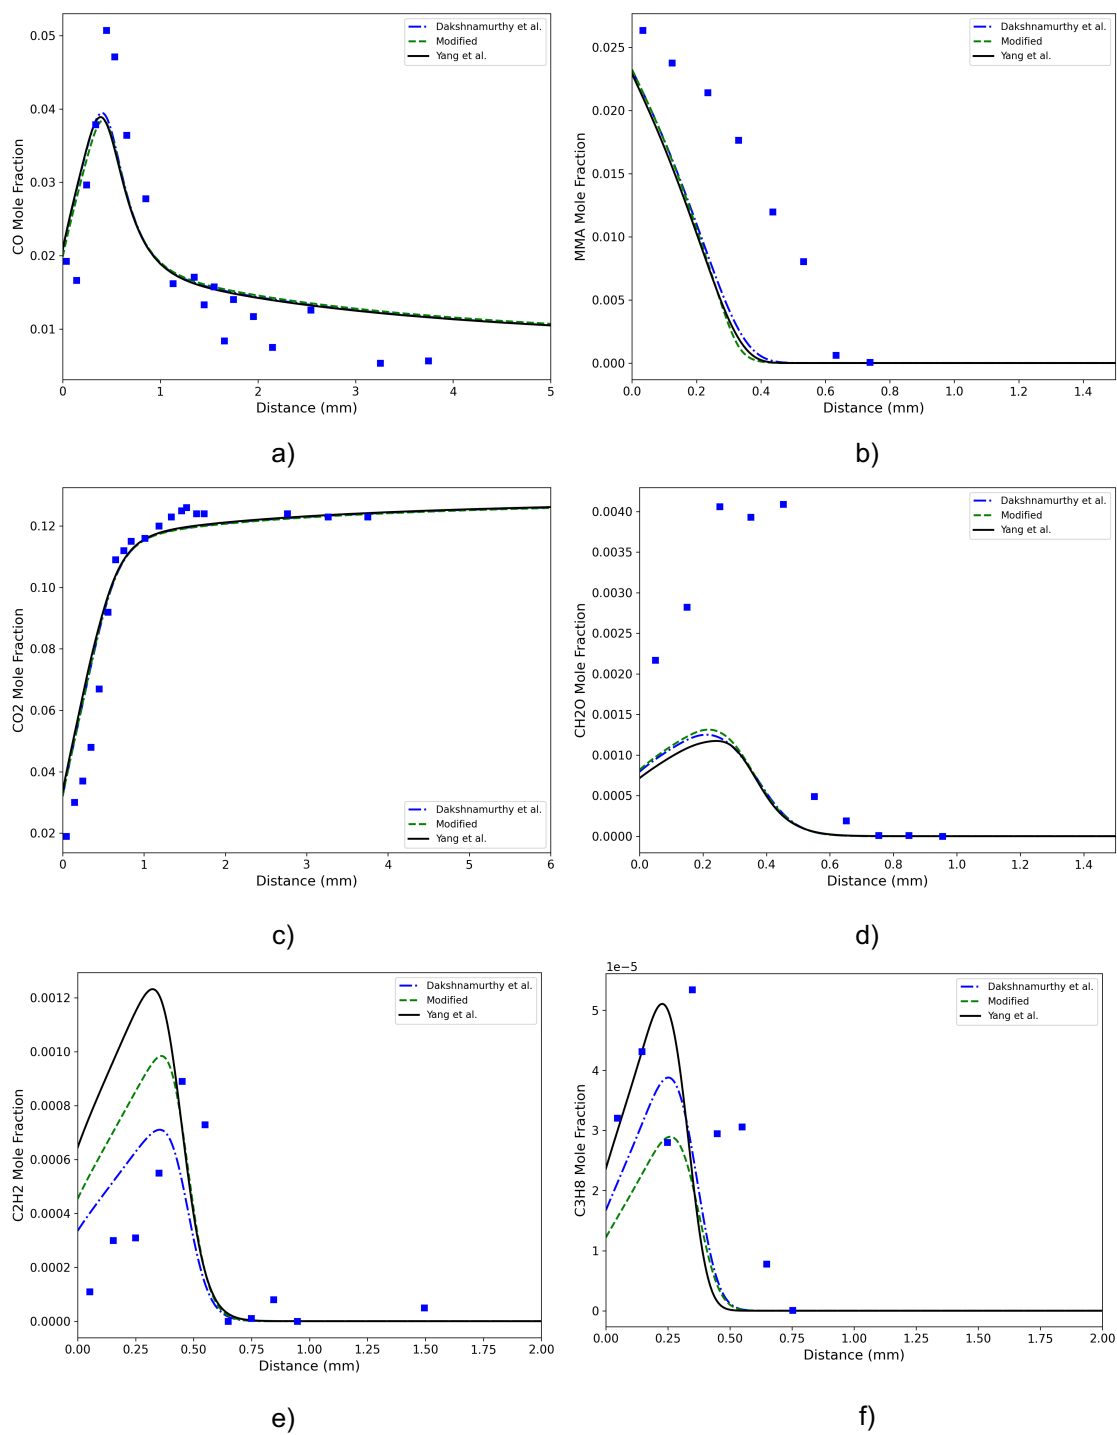 Dakshnamurthy et al.
Modified
Yang et al.
CO Mole Fraction
0.05
0.04
0.03
0.02
0.01
0 1 2 3 4 5
Distance (mm)
a)
Dakshnamurthy et al.
Modified
Yang et al.
MMA Mole Fraction
0.025
0.020
0.015
0.010
0.005
0.000
0.0 0.2 0.4 0.6 0.8 1.0 1.2 1.4
Distance (mm)
b)
CO2 Mole Fraction
0.12
0.10
0.08
0.06
0.04
0.02
Dakshnamurthy et al.
Modified
Yang et al.
0 1 2 3 4 5 6
Distance (mm)
c)
Dakshnamurthy et al.
Modified
Yang et al.
CH2O Mole Fraction
0.0040
0.0035
0.0030
0.0025
0.0020
0.0015
0.0010
0.0005
0.0000
0.0 0.2 0.4 0.6 0.8 1.0 1.2 1.4
Distance (mm)
d)
Dakshnamurthy et al.
Modified
Yang et al.
C2H2 Mole Fraction
0.0012
0.0010
0.0008
0.0006
0.0004
0.0002
0.0000
0.00 0.25 0.50 0.75 1.00 1.25 1.50 1.75 2.00
Distance (mm)
e)
1e−5
Dakshnamurthy et al.
Modified
Yang et al.
C3H8 Mole Fraction
5
4
3
2
1
0
0.00 0.25 0.50 0.75 1.00 1.25 1.50 1.75 2.00
Distance (mm)
f)